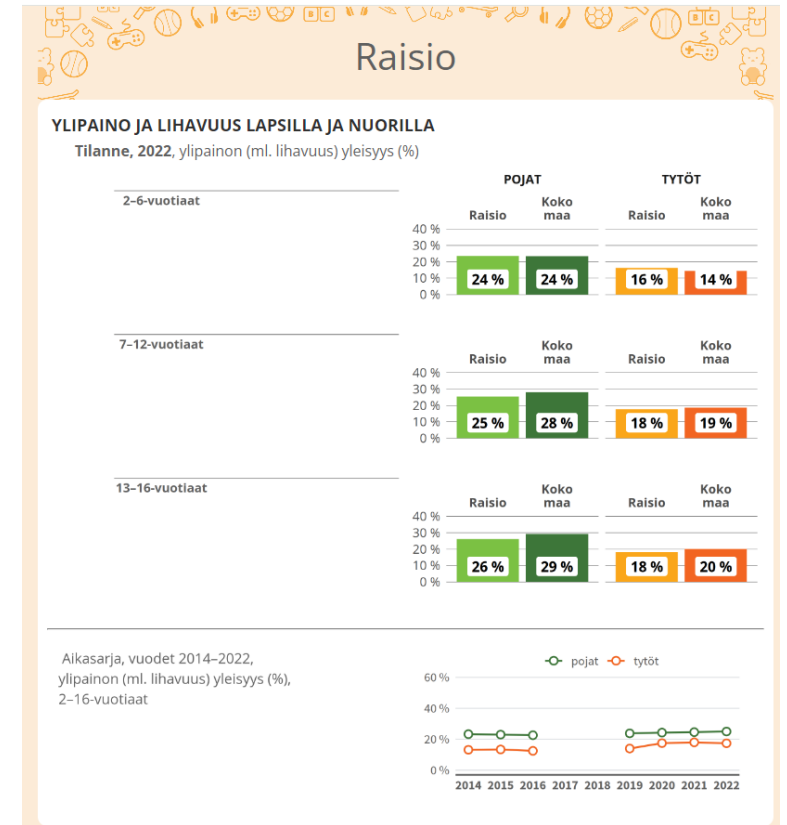 Raisio
YLIPAINO JA LIHAVUUS LAPSILLA JA NUORILLA
Tilanne, 2022, ylipainon (ml. lihavuus) yleisyys (%)
POJAT TYTÖT
2–6-vuotiaat
Raisio Koko maa Raisio Koko maa
40 %
30 %
20 %
10 %
0 %
24 % 24 % 16 % 14 %
7–12-vuotiaat
Raisio Koko maa Raisio Koko maa
40 %
30 %
20 %
10 %
0 %
25 % 28 % 18 % 19 %
13–16-vuotiaat
Raisio Koko maa Raisio Koko maa
40 %
30 %
20 %
10 %
0 %
26 % 29 % 18 % 20 %
Aikasarja, vuodet 2014–2022,
ylipainon (ml. lihavuus) yleisyys (%),
2–16-vuotiaat
pojat tytöt
60 %
40 %
20 %
0 %
2014 2015 2016 2017 2018 2019 2020 2021 2022